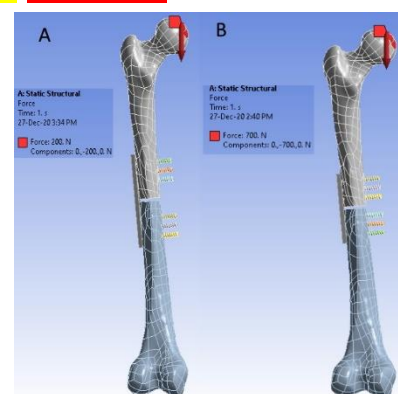 A
A: Static Structural
Force
Time: 1. s
27-Dec-20 3:34 PM
Force: 200. N
Components: 0.,-200.,0. N
B
A: Static Structural
Force
Time: 1. s
27-Dec-20 2:40 PM
Force: 700. N
Components: 0.,-700.,0. N